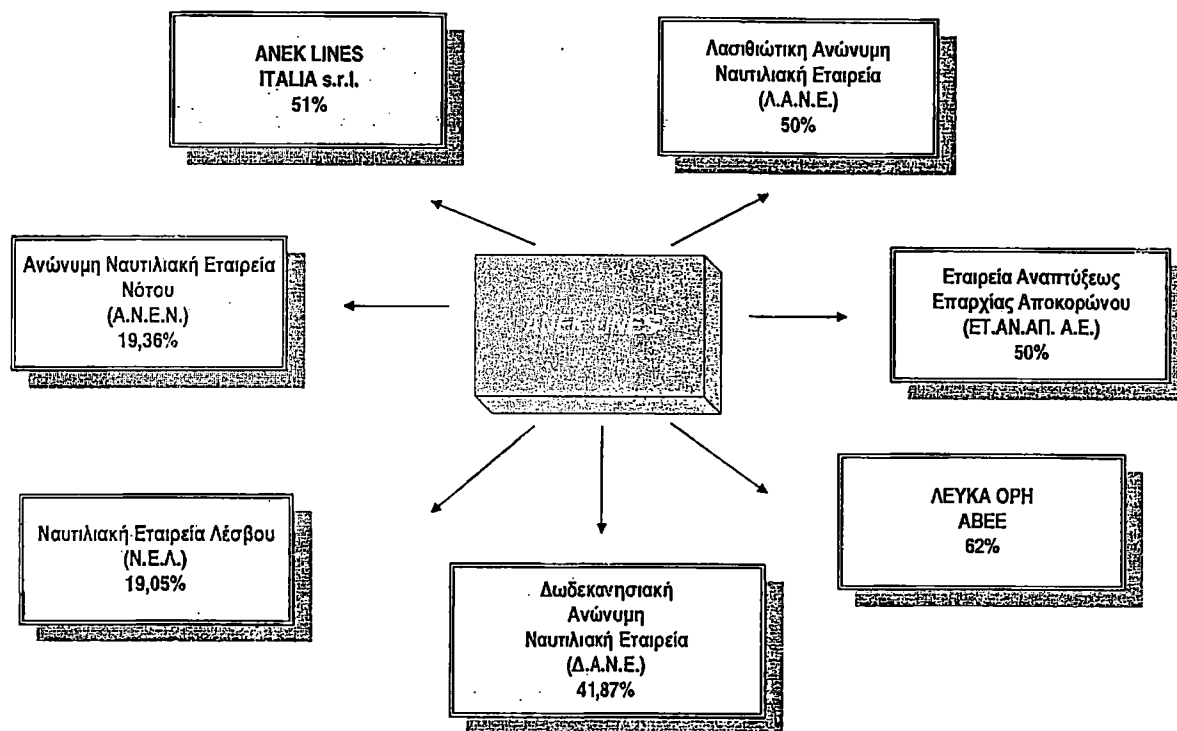 ANEK LINES
ITALIA s.r.l.
51%
Λασιθιώτικη Ανώνυμη
Ναυτιλιακή Εταιρεία
(Λ.Α.Ν.Ε.)
50%
Ανώνυμη Ναυτιλιακή Εταιρεία
Νότου
(Α.Ν.Ε.Ν.)
19,36%
ANEK LINES
Εταιρεία Αναπτύξεως
Επαρχίας Αποκορώνου
(ΕΤ.ΑΝ.ΑΠ. Α.Ε.)
50%
Ναυτιλιακή Εταιρεία Λέσβου
(Ν.Ε.Λ.)
19,05%
Δωδεκανησιακή
Ανώνυμη
Ναυτιλιακή Εταιρεία
(Δ.Α.Ν.Ε.)
41,87%
ΛΕΥΚΑ ΟΡΗ
ΑΒΕΕ
62%